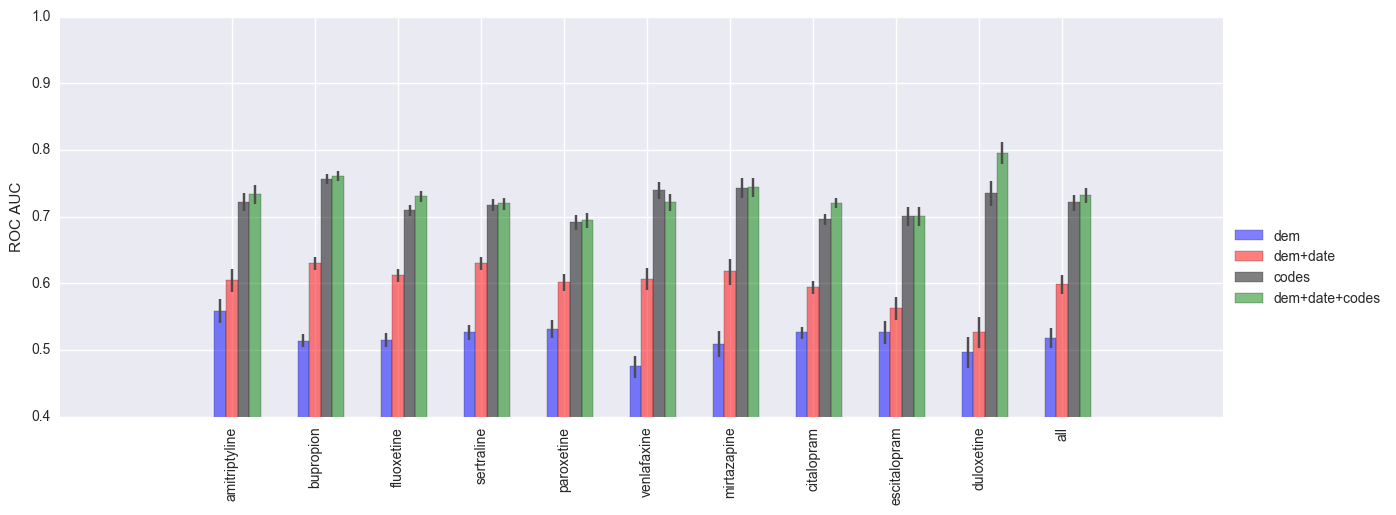 1.0
0.9
0.8
0.7
0.6
0.5
0.4
ROC AUC
amitriptyline
bupropion
fluoxetine
sertraline
paroxetine
venlafaxine
mirtazapine
citalopram
escitalopram
duloxetine
all
dem
dem+date
codes
dem+date+codes